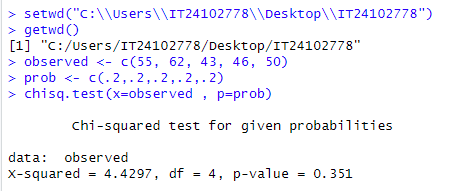 > setwd("C:\\Users\\IT24102778\\Desktop\\IT24102778")
> getwd()
[1] "C:/Users/IT24102778/Desktop/IT24102778"
> observed <- c(55, 62, 43, 46, 50)
> prob <- c(.2,.2,.2,.2,.2)
> chisq.test(x=observed , p=prob)
Chi-squared test for given probabilities
data:  observed
X-squared = 4.4297, df = 4, p-value = 0.351